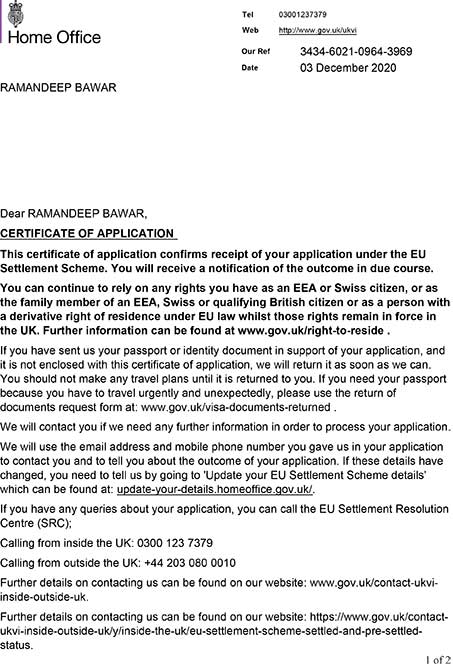 Home Office
Tel 03001237379
Web http://www.gov.uk/ukvi
Our Ref 3434-6021-0964-3969
Date 03 December 2020
RAMANDEEP BAWAR
Dear RAMANDEEP BAWAR,
CERTIFICATE OF APPLICATION
This certificate of application confirms receipt of your application under the EU
Settlement Scheme. You will receive a notification of the outcome in due course.
You can continue to rely on any rights you have as an EEA or Swiss citizen, or as
the family member of an EEA, Swiss or qualifying British citizen or as a person with
a derivative right of residence under EU law whilst those rights remain in force in
the UK. Further information can be found at www.gov.uk/right-to-reside .
If you have sent us your passport or identity document in support of your application, and
it is not enclosed with this certificate of application, we will return it as soon as we can.
You should not make any travel plans until it is returned to you. If you need your passport
because you have to travel urgently and unexpectedly, please use the return of
documents request form at: www.gov.uk/visa-documents-returned .
We will contact you if we need any further information in order to process your application.
We will use the email address and mobile phone number you gave us in your application
to contact you and to tell you about the outcome of your application. If these details have
changed, you need to tell us by going to 'Update your EU Settlement Scheme details'
which can be found at: update-your-details.homeoffice.gov.uk/.
If you have any queries about your application, you can call the EU Settlement Resolution
Centre (SRC);
Calling from inside the UK: 0300 123 7379
Calling from outside the UK: +44 203 080 0010
Further details on contacting us can be found on our website: www.gov.uk/contact-ukvi-
inside-outside-uk.
Further details on contacting us can be found on our website: https://www.gov.uk/contact-
ukvi-inside-outside-uk/y/inside-the-uk/eu-settlement-scheme-settled-and-pre-settled-
status.
1 of 2